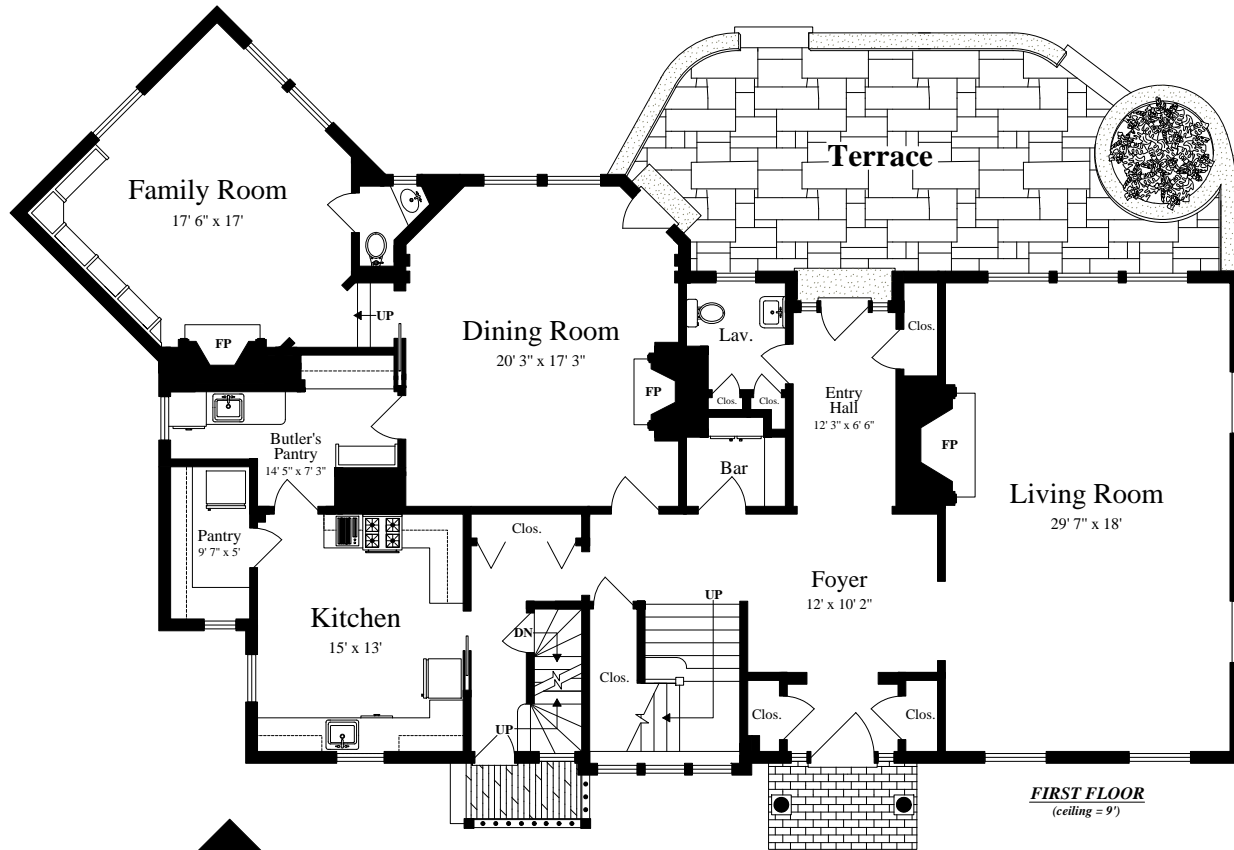 Terrace
Family Room
17' 6" x 17'
UP
FP
Dining Room
20' 3" x 17' 3"
FP
Lav.
Clos.
Clos.
Clos.
Entry
Hall
12' 3" x 6' 6"
FP
Butler's
Pantry
14' 5" x 7' 3"
Bar
Living Room
29' 7" x 18'
Pantry
9' 7" x 5'
Clos.
Kitchen
15' x 13'
Foyer
12' x 10' 2"
UP
DN
Clos.
UP
Clos.
Clos.
FIRST FLOOR
(ceiling = 9')